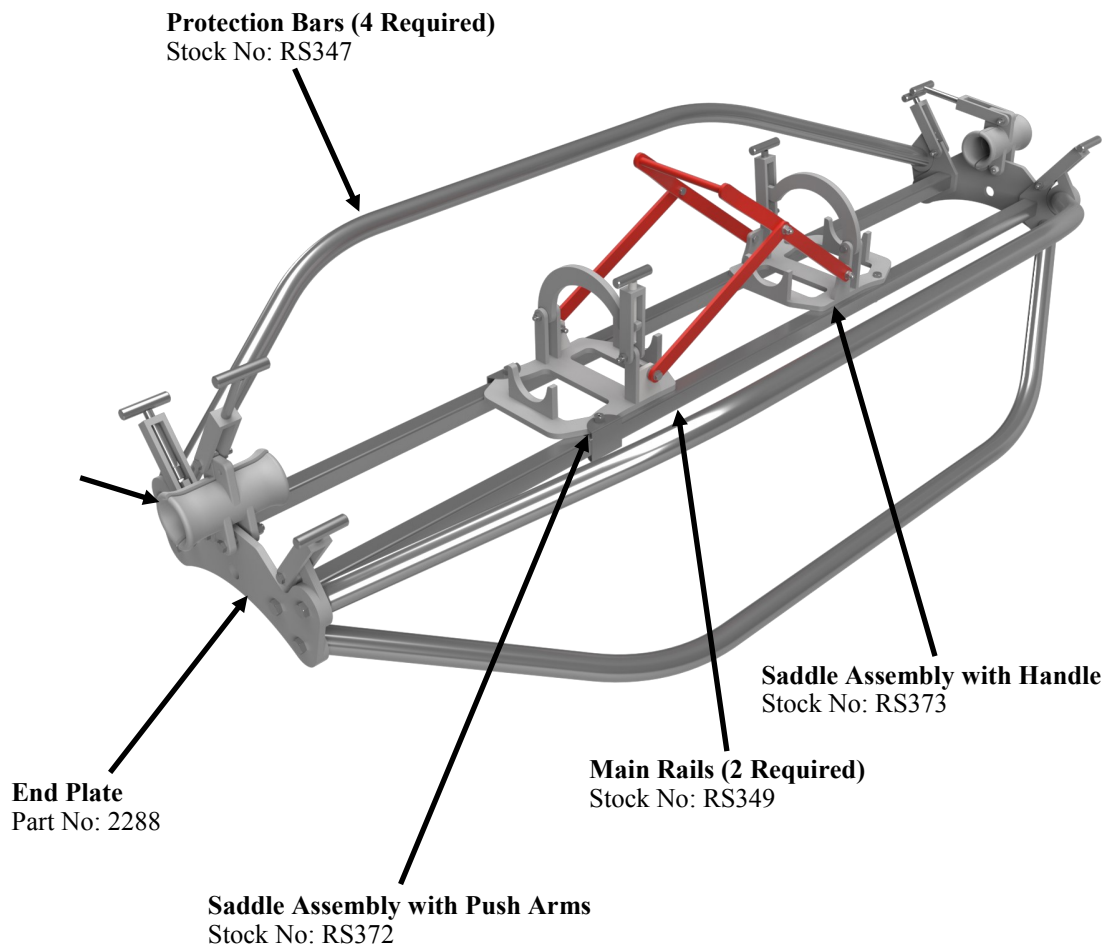 Protection Bars (4 Required)
Stock No: RS347
Saddle Assembly with Handle
Stock No: RS373
Main Rails (2 Required)
Stock No: RS349
End Plate
Part No: 2288
Saddle Assembly with Push Arms
Stock No: RS372